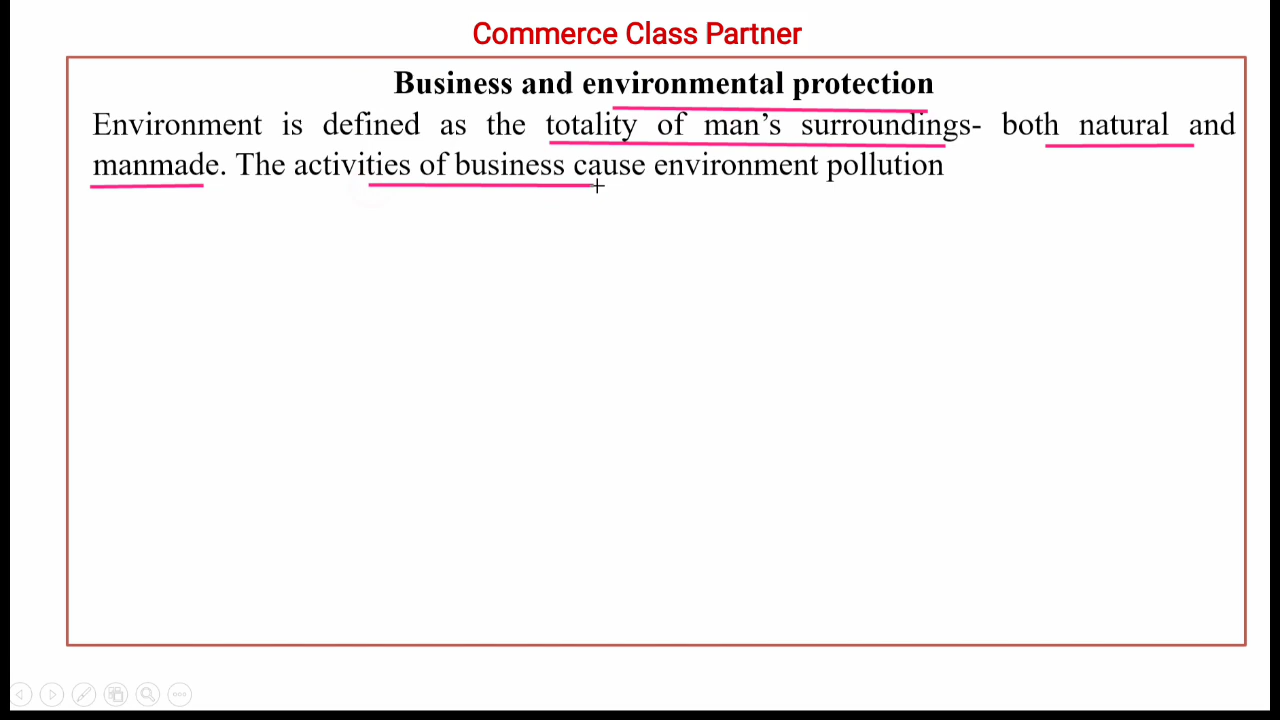 Commerce Class Partner
Business and environmental protection
Environment is defined as the totality of man's surroundings- both natural and
manmade. The activities of business cause environment pollution